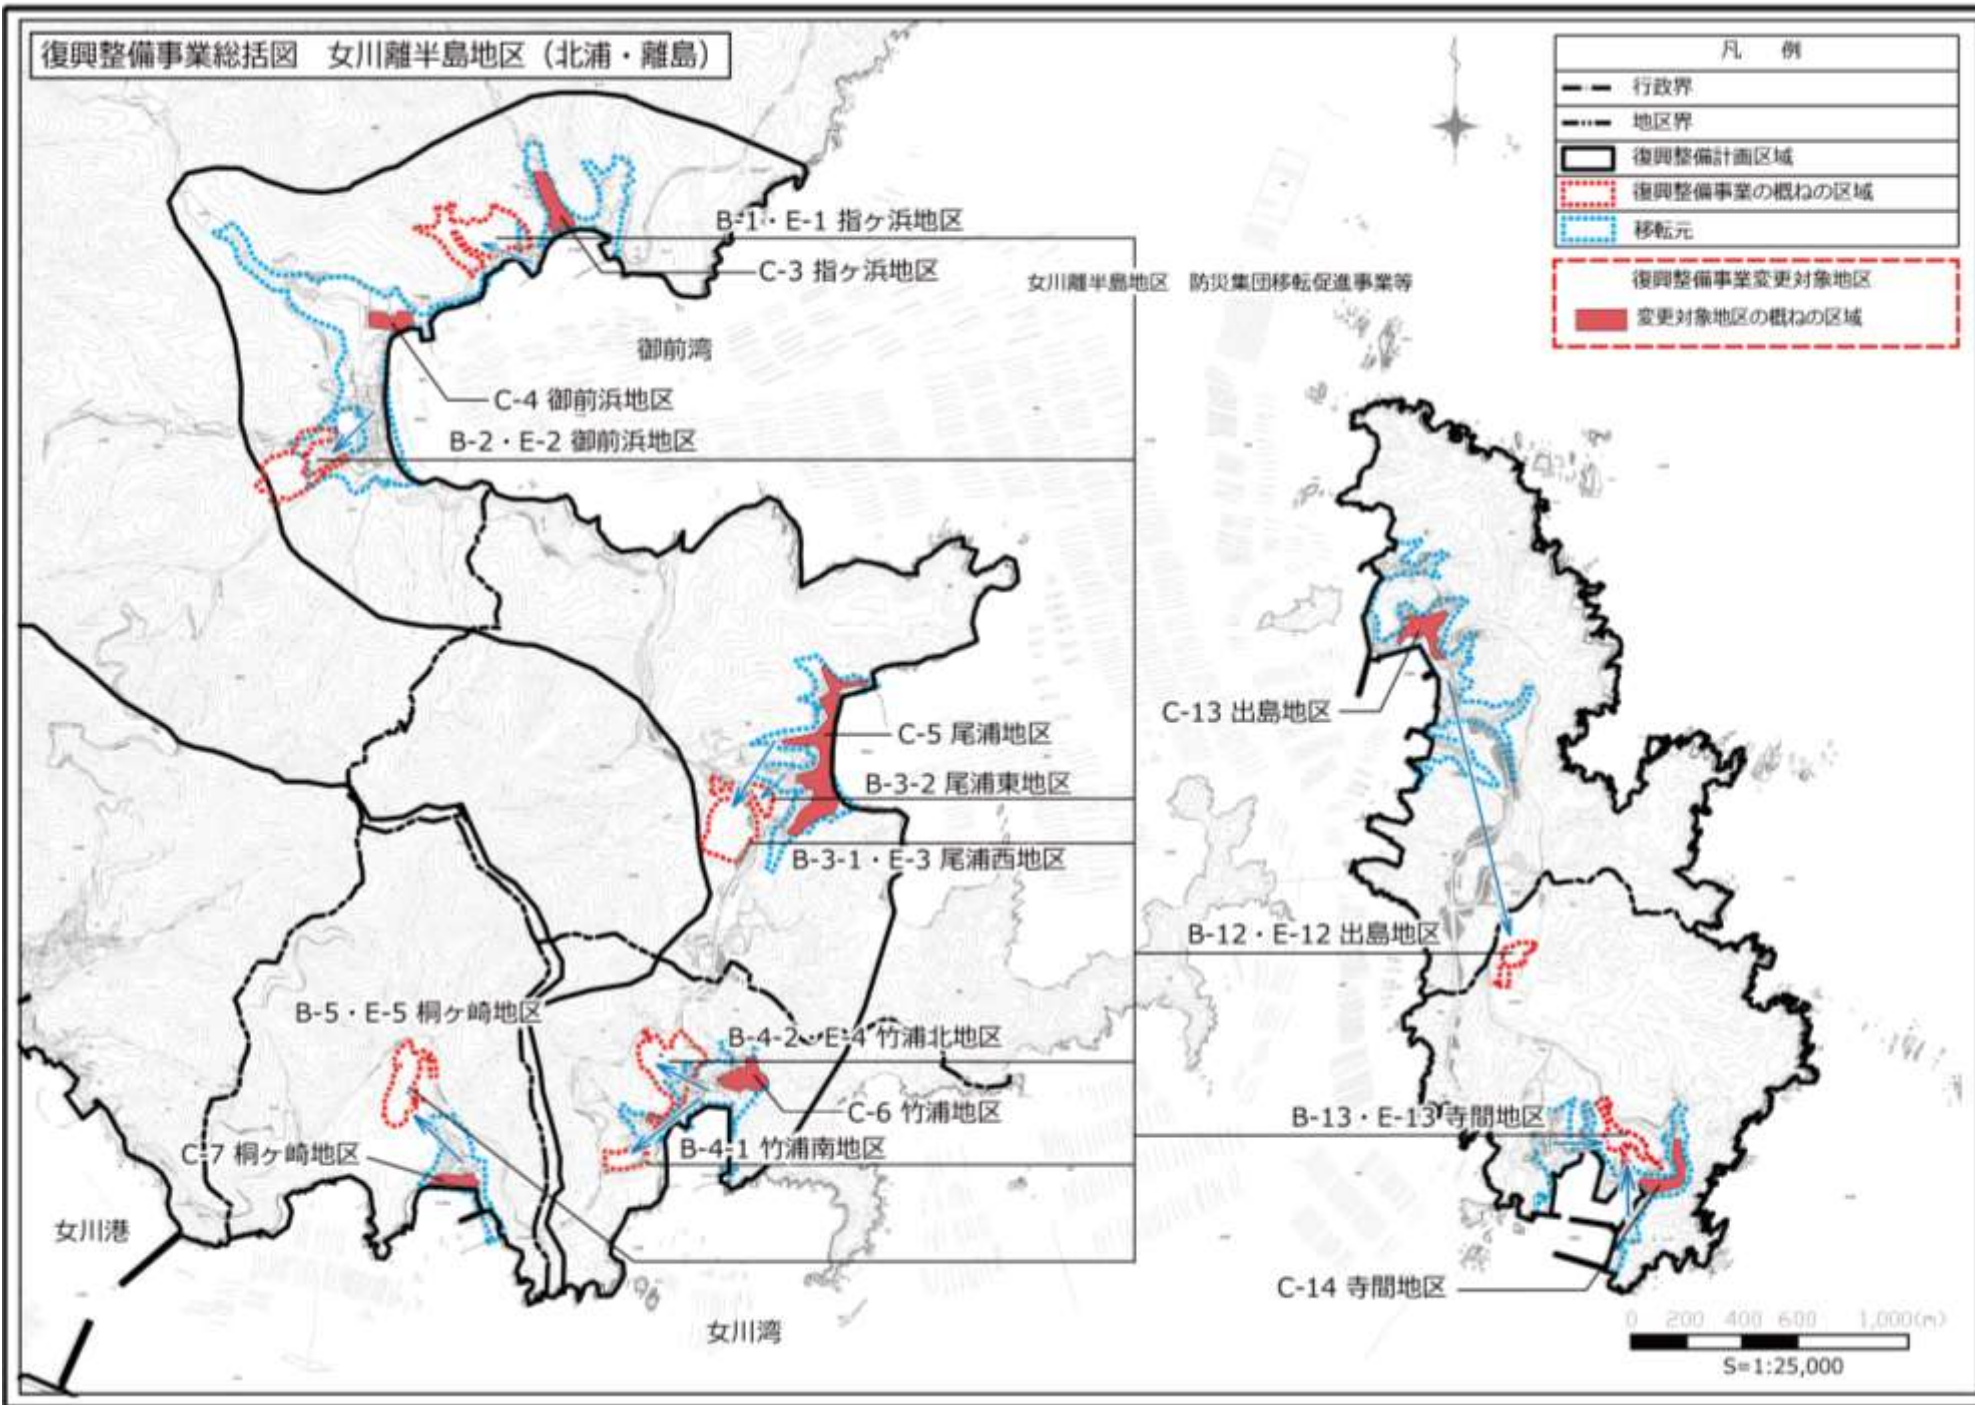 復興整備事業総括図　女川離半島地区（北浦・離島）
凡　例
行政界
地区界
復興整備計画区域
復興整備事業の概ねの区域
移転元
復興整備事業変更対象地区
変更対象地区の概ねの区域
B-1・E-1 指ヶ浜地区
C-3 指ヶ浜地区
女川離半島地区　防災集団移転促進事業等
御前湾
C-4 御前浜地区
B-2・E-2 御前浜地区
C-13 出島地区
C-5 尾浦地区
B-3-2 尾浦東地区
B-3-1・E-3 尾浦西地区
B-12・E-12 出島地区
B-5・E-5 桐ヶ崎地区
B-4-2・E-4 竹浦北地区
C-6 竹浦地区
B-13・E-13 寺間地区
B-4-1 竹浦南地区
C-7 桐ヶ崎地区
女川港
C-14 寺間地区
女川湾
0 200 400 600 1,000(m)
S=1:25,000